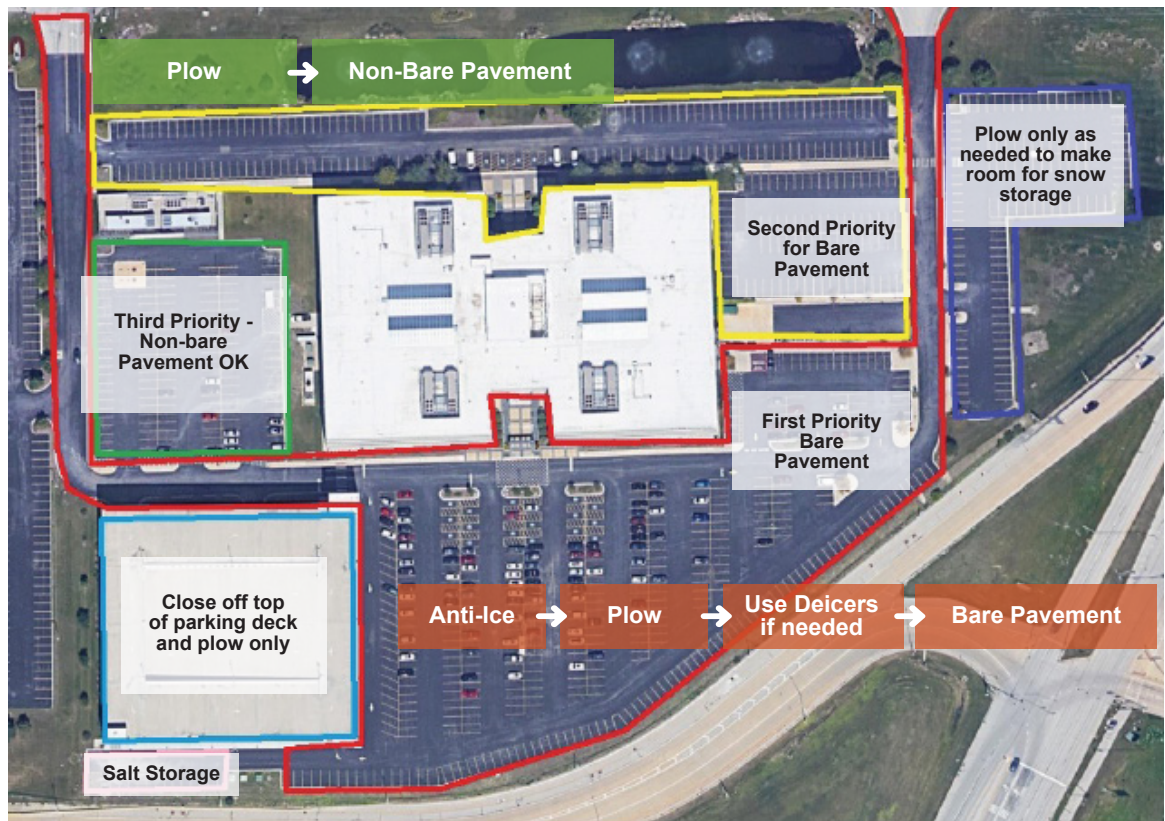 Plow
Non-Bare Pavement
Plow only as
needed to make
room for snow
storage
Second Priority
for Bare
Pavement
Third Priority -
Non-bare
Pavement OK
First Priority
Bare
Pavement
Close off top
of parking deck
and plow only
Anti-Ice
Plow
Use Deicers
if needed
Bare Pavement
Salt Storage